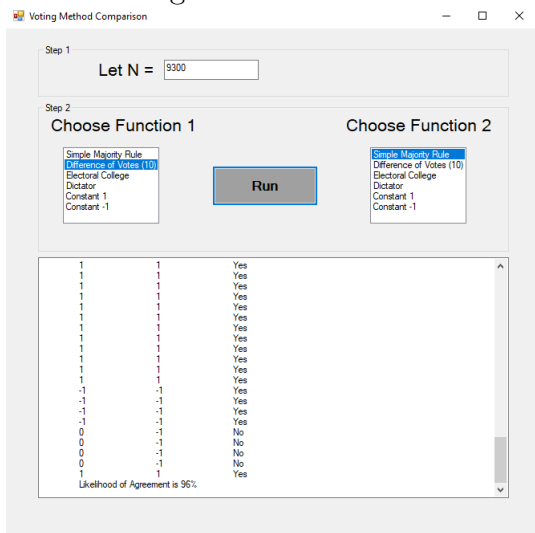 Voting Method Comparison
Step 1
Let N = 9300
Step 2
Choose Function 1 Choose Function 2
Simple Majority Rule
Difference of Votes (10)
Electoral College
Dictator
Constant 1
Constant -1
Run
Simple Majority Rule
Difference of Votes (10)
Electoral College
Dictator
Constant 1
Constant -1
1 1 Yes
1 1 Yes
1 1 Yes
1 1 Yes
1 1 Yes
1 1 Yes
1 1 Yes
1 1 Yes
1 1 Yes
1 1 Yes
1 1 Yes
1 1 Yes
-1 -1 Yes
-1 -1 Yes
-1 -1 Yes
-1 -1 Yes
0 -1 No
0 -1 No
0 -1 No
0 -1 No
1 1 Yes
Likelihood of Agreement is 96%